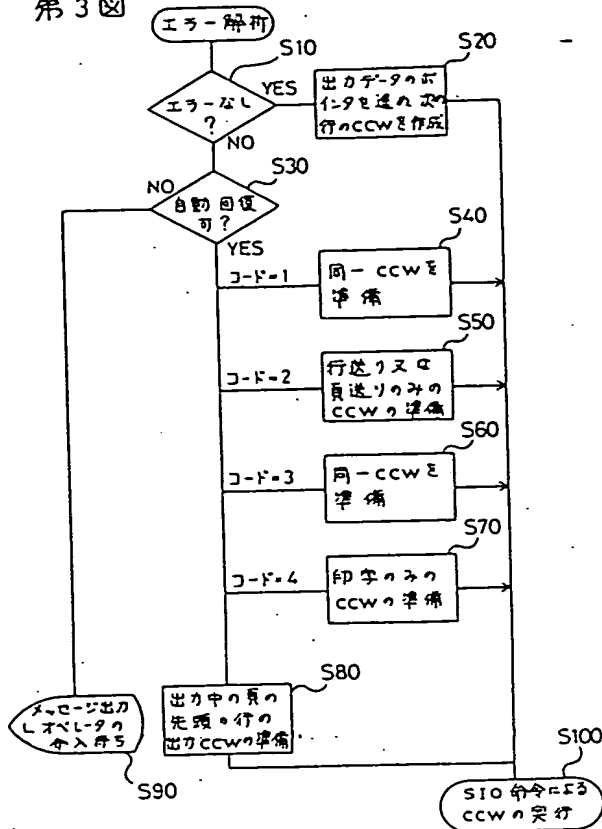 第3図
エラー解析
S10
エラーなし
?
YES
S20
出力データのポ
インタを進め、次の
行のCCWを作成
NO
S30
NO
自動回復
可?
YES
コード=1
S40
同一CCWを
準備
コード=2
S50
行送り又は
頁送りのみの
CCWの準備
コード=3
S60
同一CCWを
準備
コード=4
S70
印字のみの
CCWの準備
S80
出力中の頁の
先頭の行の
出力CCWの準備
メッセージ出力
しオペレータの
介入待ち
S90
S100
SIO命令による
CCWの実行